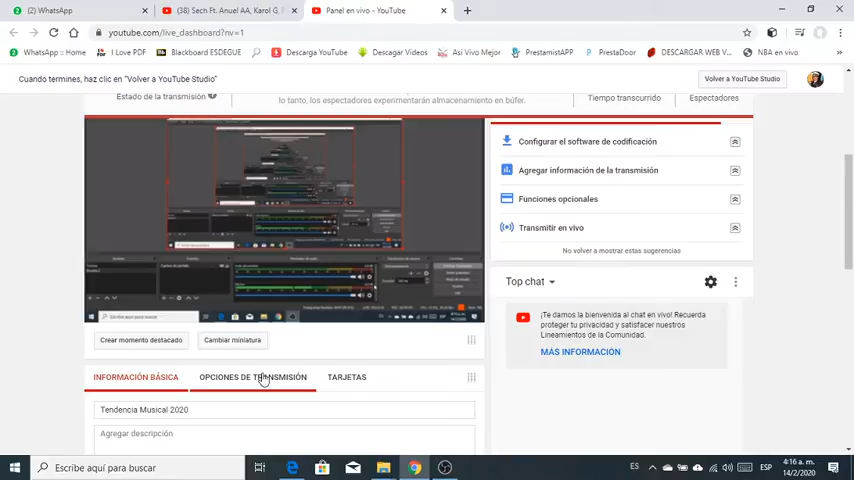 (2) WhatsApp
(38) Sech Ft. Anuel AA, Karol G,
Panel en vivo - YouTube
youtube.com/live_dashboard?nv=1
WhatsApp :: Home
I Love PDF
Blackboard ESDEGUE
Descarga YouTube
Descagar Videos
Asi Vivo Mejor
PrestamistAPP
PrestaDoor
DESCARGAR WEB V...
NBA en vivo
Cuando termines, haz clic en "Volver a YouTube Studio"
Volver a YouTube Studio
Estado de la transmisión
lo tanto, los espectadores experimentarán almacenamiento en búfer.
Tiempo transcurrido
Espectadores
Configurar el software de codificación
Agregar información de la transmisión
Funciones opcionales
Transmitir en vivo
No volver a mostrar estas sugerencias
Top chat
¡Te damos la bienvenida al chat en vivo! Recuerda
proteger tu privacidad y satisfacer nuestros
Lineamientos de la Comunidad.
MÁS INFORMACIÓN
Crear momento destacado
Cambiar miniatura
INFORMACIÓN BÁSICA
OPCIONES DE TRANSMISIÓN
TARJETAS
Tendencia Musical 2020
Agregar descripción
Escribe aquí para buscar
ES
ESP
4:16 a. m.
14/2/2020